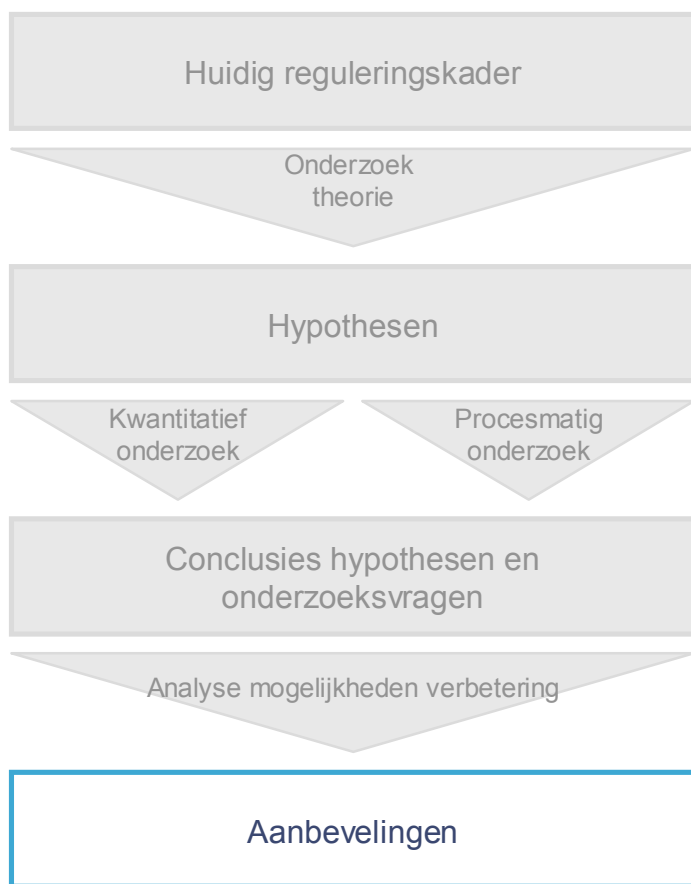 Huidig reguleringskader
Onderzoek
theorie
Hypothesen
Kwantitatief
onderzoek
Procesmatig
onderzoek
Conclusies hypothesen en
onderzoeksvragen
Analyse mogelijkheden verbetering
Aanbevelingen